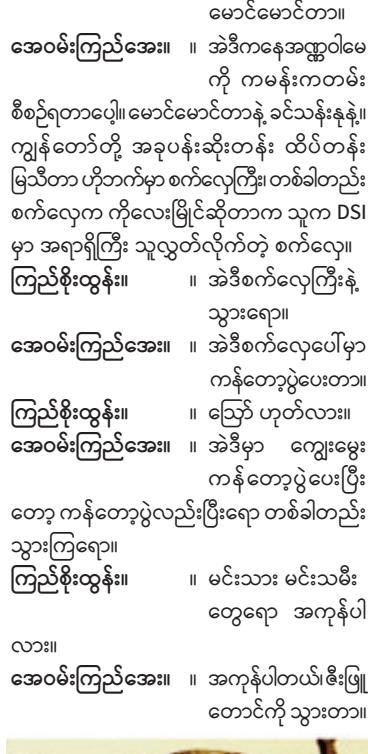 မောင်မောင်တာ။
အေဝမ်းကြည်အေး။ ။ အဲဒီကနေအဏ္ဏဝါမေ
ကို ကမန်းကတမ်း
စီစဉ်ရတာပေါ့။ မောင်မောင်တာနဲ့ ခင်သန်းနုနဲ့။
ကျွန်တော်တို့ အခုပန်းဆိုးတန်း ထိပ်တန်း
မြသီတာ ဟိုဘက်မှာ စက်လှေကြီး၊ တစ်ခါတည်း
စက်လှေက ကိုလေးမြိုင်ဆိုတာက သူက DSI
မှာ အရာရှိကြီး သူလွှတ်လိုက်တဲ့ စက်လှေ။
ကြည်စိုးထွန်း။ ။ အဲဒီစက်လှေကြီးနဲ့
သွားရော။
အေဝမ်းကြည်အေး။ ။ အဲဒီစက်လှေပေါ်မှာ
ကန်တော့ပွဲပေးတာ။
ကြည်စိုးထွန်း။ ။ ဪ ဟုတ်လား။
အေဝမ်းကြည်အေး။ ။ အဲဒီမှာ ကျွေးမွေး
ကန်တော့ပွဲပေးပြီး
တော့ ကန်တော့ပွဲလည်းပြီးရော တစ်ခါတည်း
သွားကြရော။
ကြည်စိုးထွန်း။ ။ မင်းသား မင်းသမီး
တွေရော အကုန်ပါ
လား။
အေဝမ်းကြည်အေး။ ။ အကုန်ပါတယ်၊ ဇီးဖြူ
တောင်ကို သွားတာ။